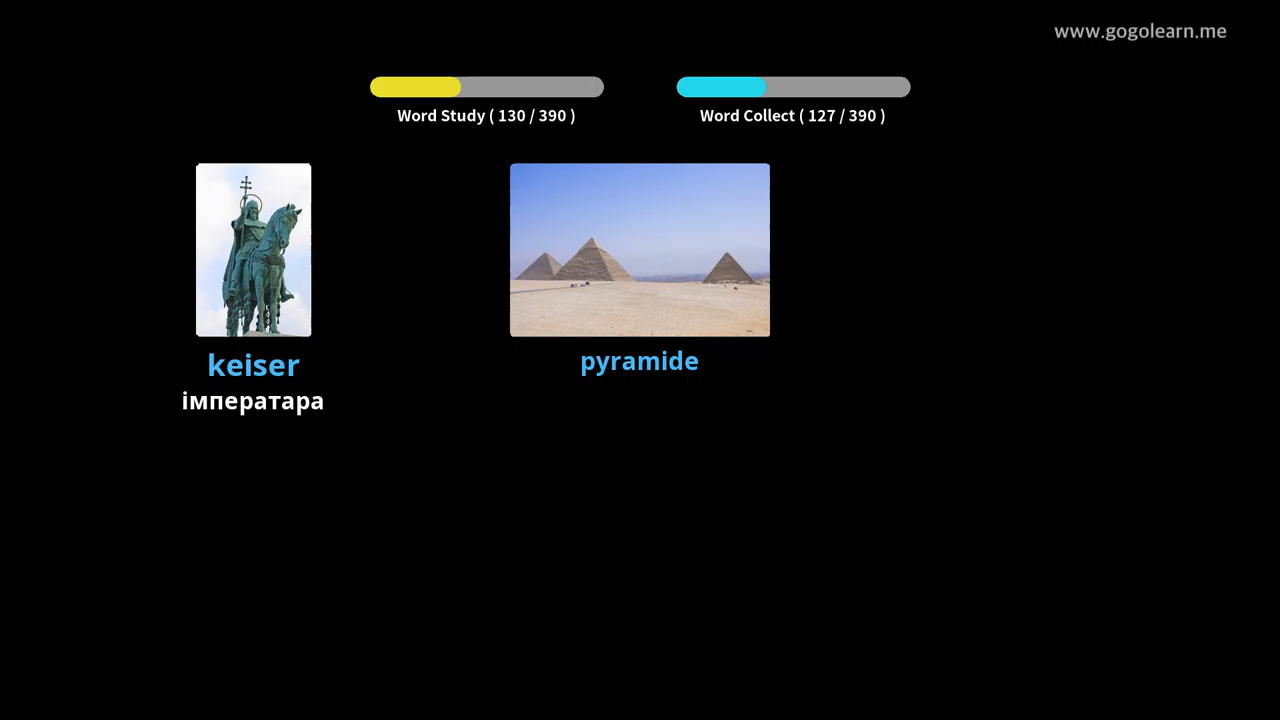 www.gogolearn.me
Word Study ( 130 / 390 )
Word Collect ( 127 / 390 )
keiser
імператара
pyramide